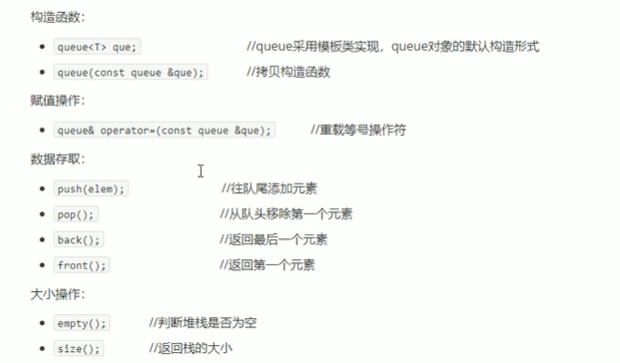 构造函数：
queue<T> que; //queue采用模板类实现，queue对象的默认构造形式
queue(const queue &que); //拷贝构造函数
赋值操作：
queue& operator=(const queue &que); //重载等号操作符
数据存取：
push(elem); //往队尾添加元素
pop(); //从队头移除第一个元素
back(); //返回最后一个元素
front(); //返回第一个元素
大小操作：
empty(); //判断堆栈是否为空
size(); //返回栈的大小